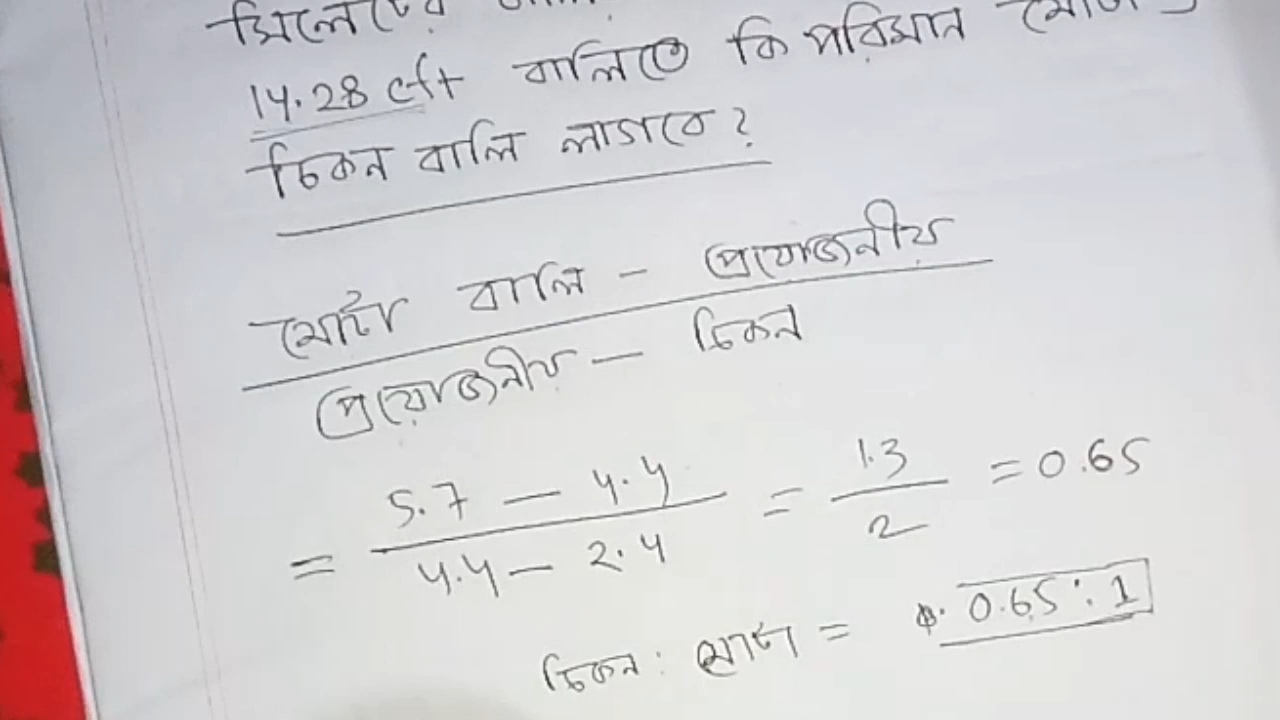 14.28 cft বালিতে কি পরিমান
চিকন বালি লাগবে?
মোটা বালি - প্রয়োজনীয়
প্রয়োজনীয় - চিকন
= 5.7 - 4.4 = 1.3 = 0.65
4.4 - 2.4 2
চিকন : মোটা = 0.65 : 1